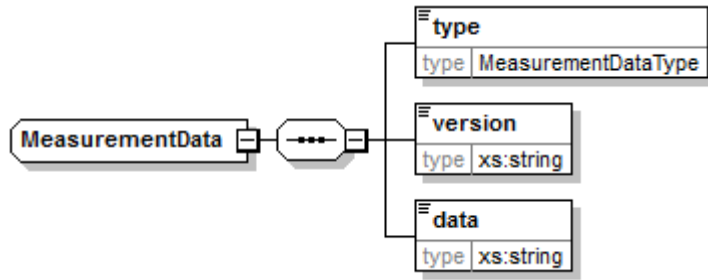 MeasurementData
type
type MeasurementDataType
version
type xs:string
data
type xs:string